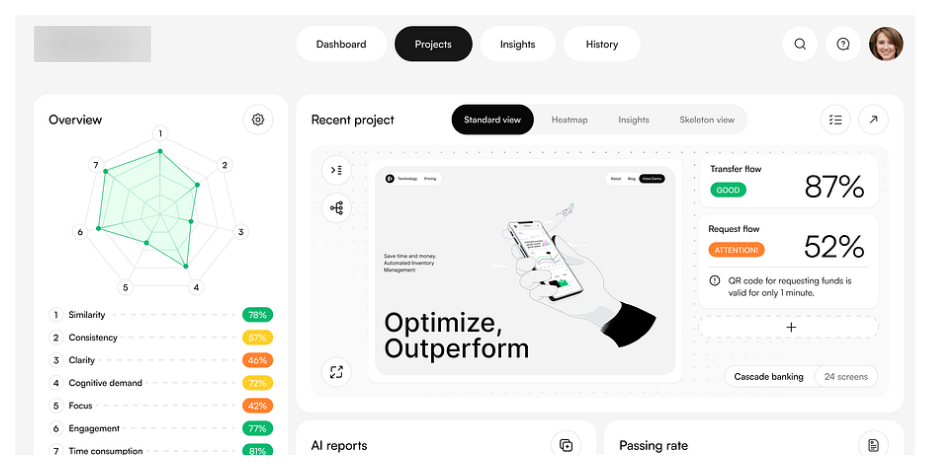 Dashboard
Projects
Insights
History
Overview
1
2
3
4
5
6
7
1 Similarity 78%
2 Consistency 57%
3 Clarity 46%
4 Cognitive demand 72%
5 Focus 42%
6 Engagement 77%
7 Time consumption 81%
Recent project
Standard view
Heatmap
Insights
Skeleton view
Technology Pricing
About Blog View Demo
Save time and money.
Automated Inventory
Management
Optimize,
Outperform
Transfer flow
GOOD
87%
Request flow
ATTENTION!
52%
QR code for requesting funds is
valid for only 1 minute.
+
Cascade banking
24 screens
AI reports
Passing rate